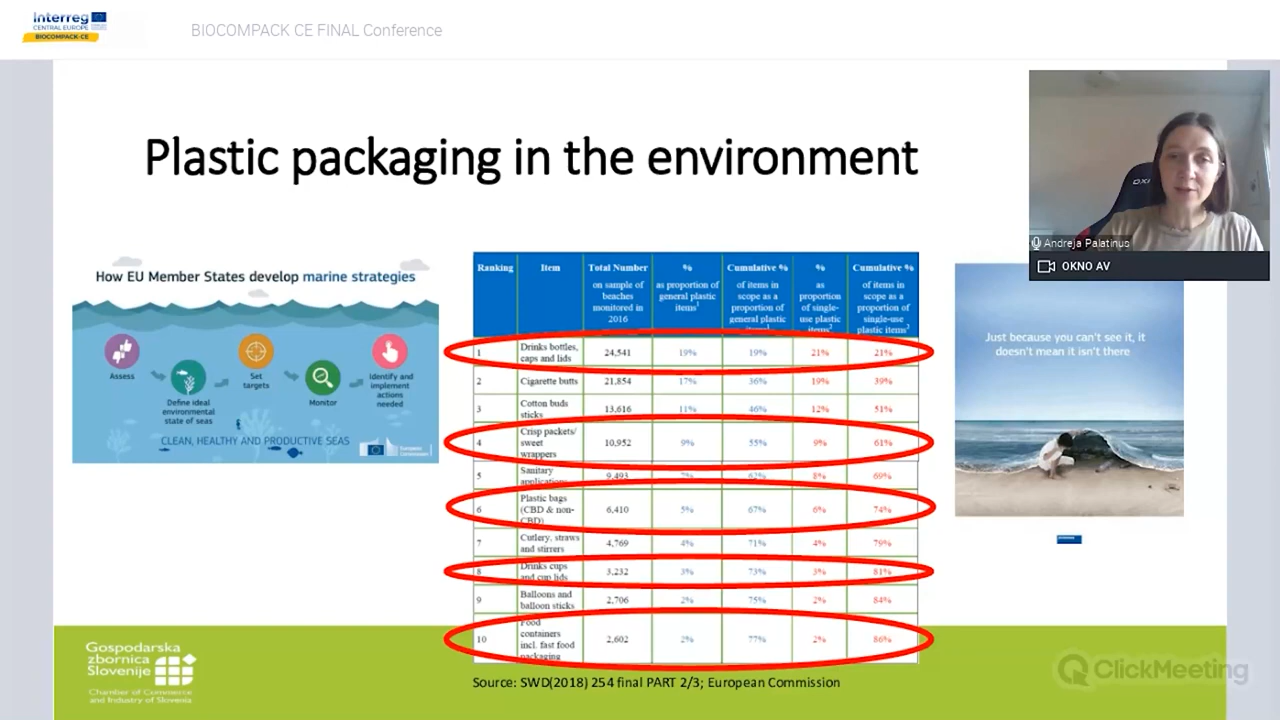 Interreg
CENTRAL EUROPE
BIOCOMPACK-CE
BIOCOMPACK CE FINAL Conference
Plastic packaging in the environment
Andreja Palatinus
OKNO AV
How EU Member States develop marine strategies
Assess
Define ideal
environmental
state of seas
Set
targets
Monitor
Identify and
implement
actions
needed
CLEAN, HEALTHY AND PRODUCTIVE SEAS
European
Commission
Ranking Item Total Number % Cumulative % % Cumulative %
on sample of beaches monitored in 2016
as proportion of general plastic items1
of items in scope as a proportion of general plastic items1
as proportion of single-use plastic items2
of items in scope as a proportion of single-use plastic items2
1 Drinks bottles, caps and lids 24,541 19% 19% 21% 21%
2 Cigarette butts 21,854 17% 36% 19% 39%
3 Cotton buds sticks 13,616 11% 46% 12% 51%
4 Crisp packets/ sweet wrappers 10,952 9% 55% 9% 61%
5 Sanitary applications 9,493 7% 62% 8% 69%
6 Plastic bags (CBD & non-CBD) 6,410 5% 67% 6% 74%
7 Cutlery, straws and stirrers 4,769 4% 71% 4% 79%
8 Drinks cups and cup lids 3,232 3% 73% 3% 81%
9 Balloons and balloon sticks 2,706 2% 75% 2% 84%
10 Food containers incl. fast food packaging 2,602 2% 77% 2% 86%
Just because you can't see it, it
doesn't mean it isn't there
Gospodarska
zbornica
Slovenije
Chamber of Commerce
and Industry of Slovenia
Source: SWD(2018) 254 final PART 2/3; European Commission
ClickMeeting